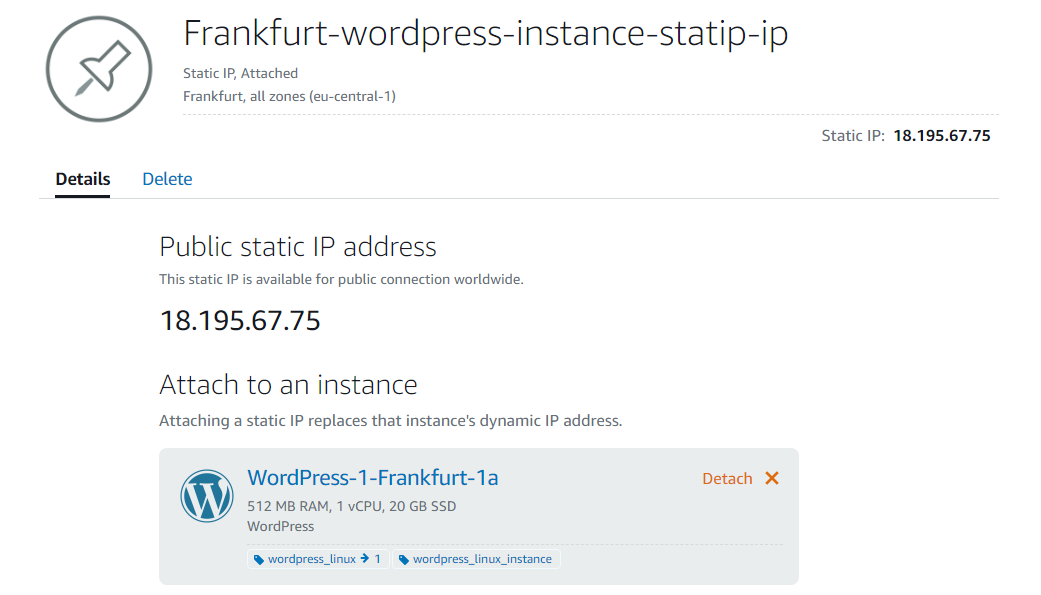 Frankfurt-wordpress-instance-statip-ip
Static IP, Attached
Frankfurt, all zones (eu-central-1)
Static IP: 18.195.67.75
Details Delete
Public static IP address
This static IP is available for public connection worldwide.
18.195.67.75
Attach to an instance
Attaching a static IP replaces that instance's dynamic IP address.
WordPress-1-Frankfurt-1a Detach
512 MB RAM, 1 vCPU, 20 GB SSD
WordPress
wordpress_linux → 1 wordpress_linux_instance